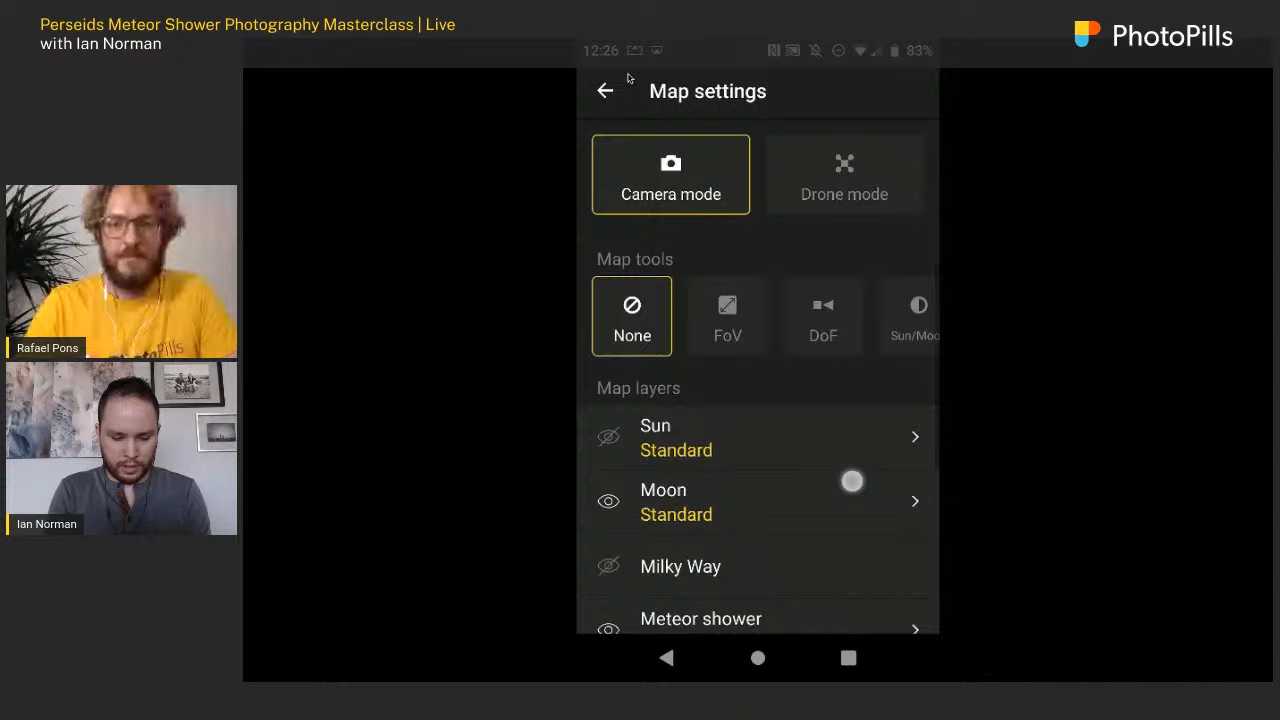 Perseids Meteor Shower Photography Masterclass | Live
with Ian Norman
PhotoPills
12:26
83%
Map settings
Camera mode
Drone mode
Map tools
None
FoV
DoF
Sun/Moo
Map layers
Sun
Standard
Moon
Standard
Milky Way
Meteor shower
Rafael Pons
Ian Norman